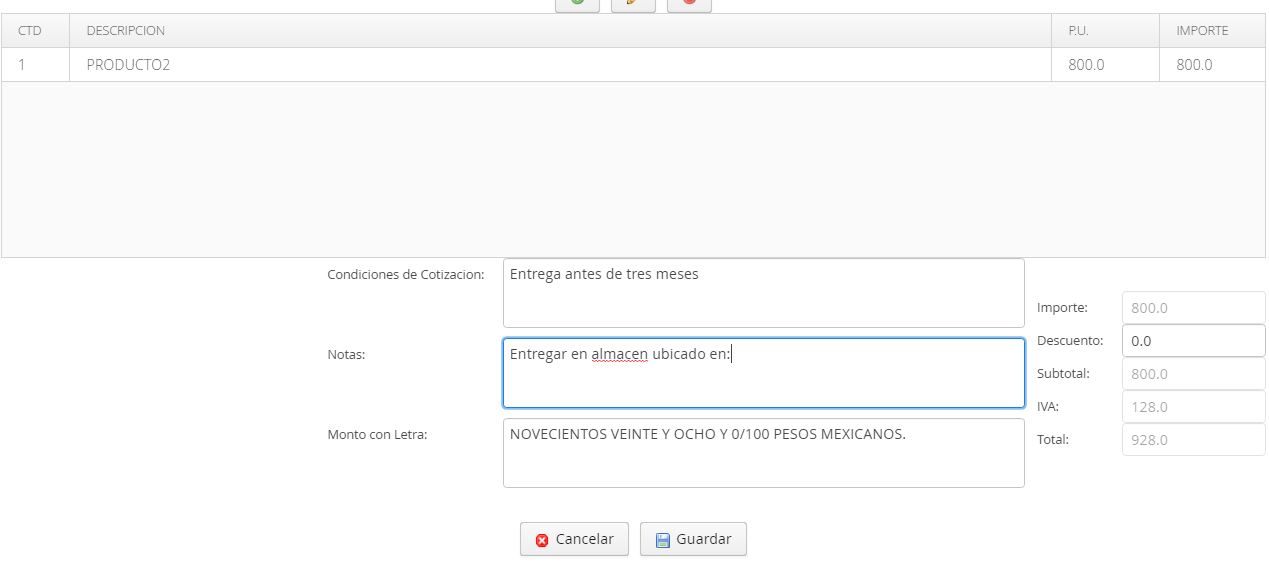 CTD DESCRIPCION P.U. IMPORTE
1 PRODUCTO2 800.0 800.0
Condiciones de Cotizacion: Entrega antes de tres meses
Importe: 800.0
Descuento: 0.0
Notas: Entregar en almacen ubicado en:
Subtotal: 800.0
IVA: 128.0
Monto con Letra: NOVECIENTOS VEINTE Y OCHO Y 0/100 PESOS MEXICANOS.
Total: 928.0
Cancelar Guardar